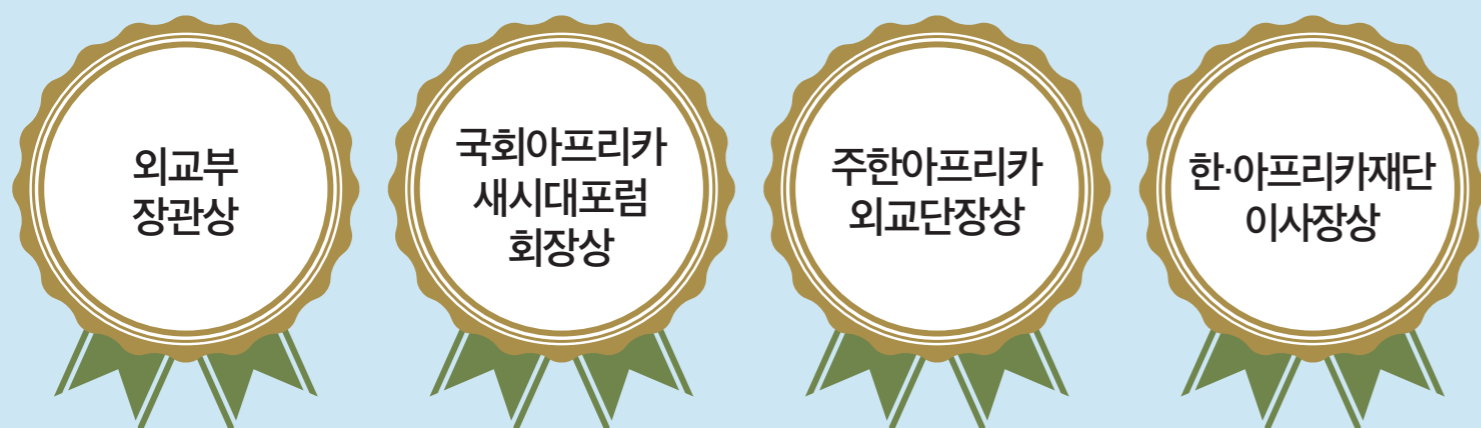 외교부
장관상
국회아프리카
새시대포럼
회장상
주한아프리카
외교단장상
한·아프리카재단
이사장상